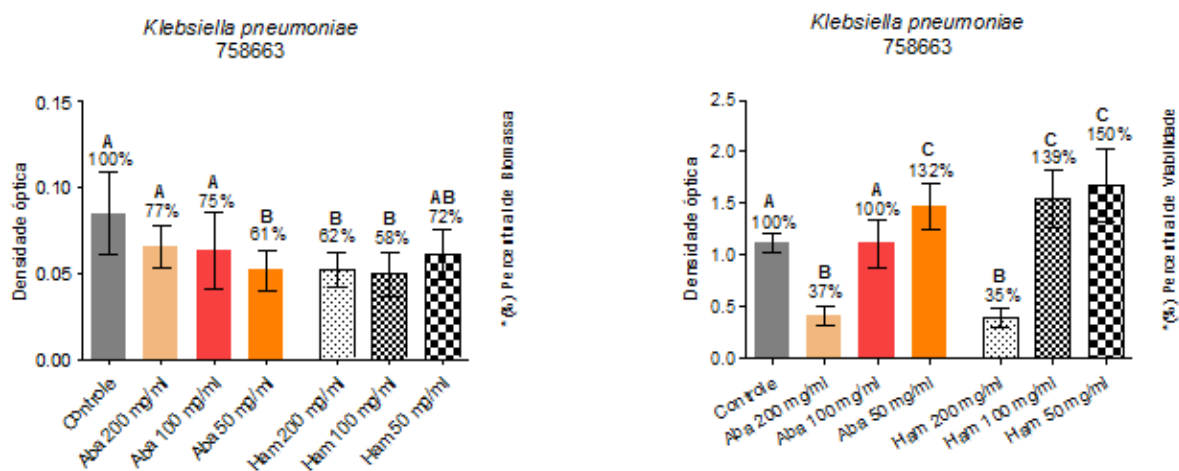 Klebsiella pneumoniae
758663
Densidade óptica
0.15
0.10
0.05
0.00
A
100%
A
77%
A
75%
B
61%
B
62%
B
58%
AB
72%
Controle
Aba 200 mg/ml
Aba 100 mg/ml
Aba 50 mg/ml
Ham 200 mg/ml
Ham 100 mg/ml
Ham 50 mg/ml
*(%) Percentual de Biomassa
Klebsiella pneumoniae
758663
Densidade óptica
2.5
2.0
1.5
1.0
0.5
0.0
A
100%
B
37%
A
100%
C
132%
B
35%
C
139%
C
150%
Controle
Aba 200 mg/ml
Aba 100 mg/ml
Aba 50 mg/ml
Ham 200 mg/ml
Ham 100 mg/ml
Ham 50 mg/ml
*(%) Percentual de Viabilidade